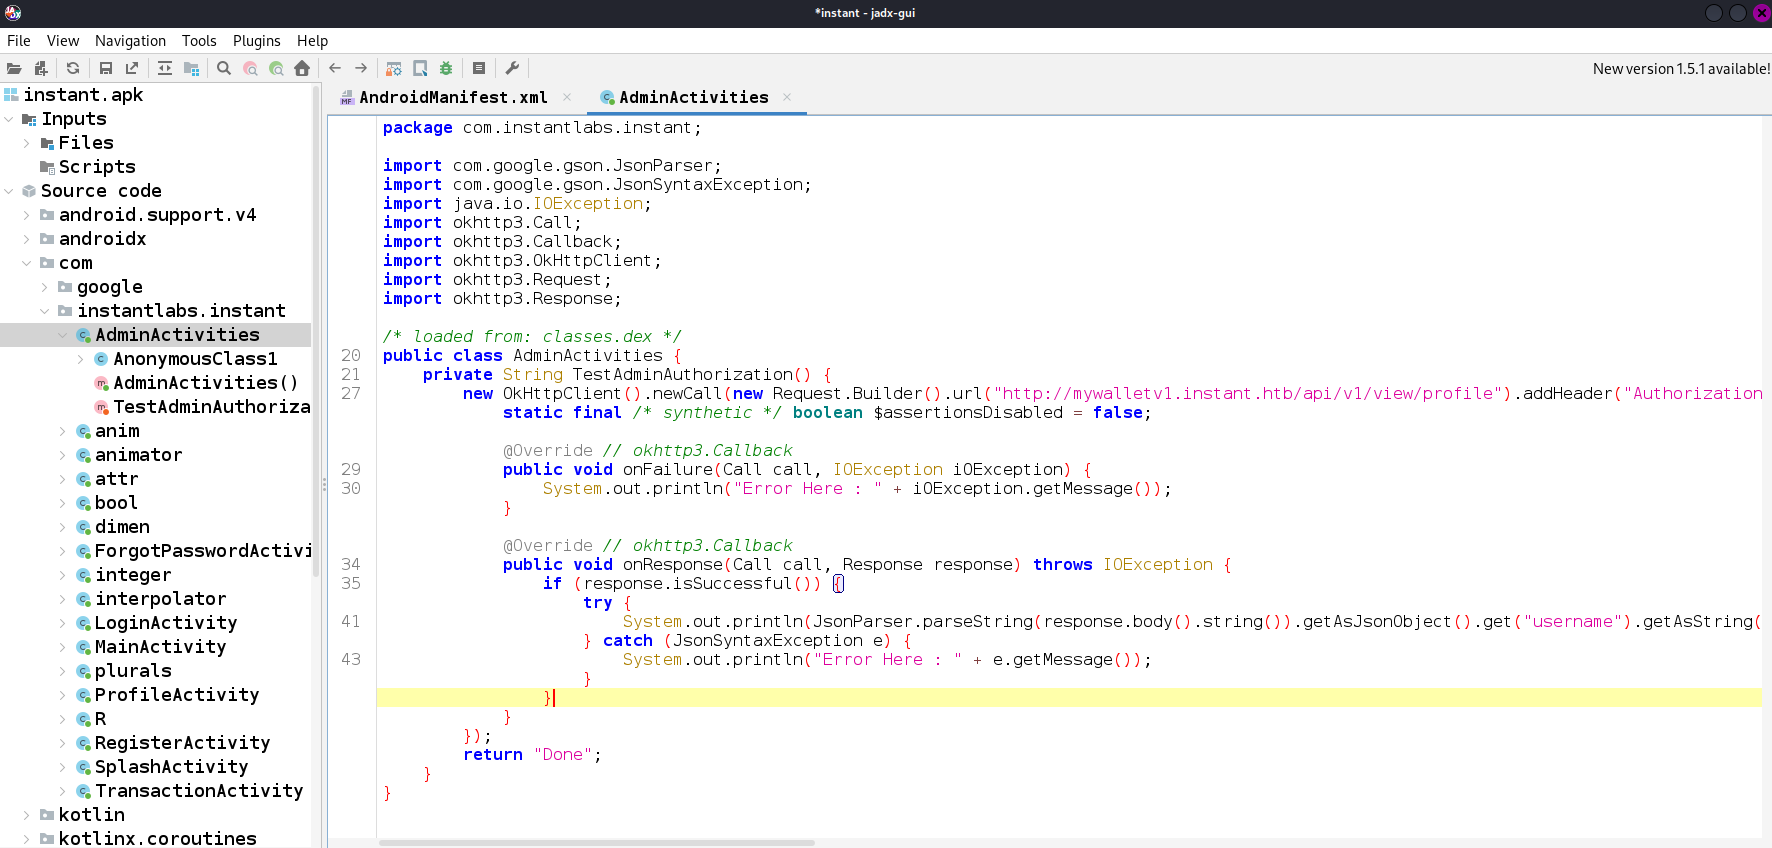 *instant - jadx-gui
File View Navigation Tools Plugins Help
New version 1.5.1 available!
instant.apk
Inputs
Files
Scripts
Source code
android.support.v4
androidx
com
google
instantlabs.instant
AdminActivities
AnonymousClass1
AdminActivities()
TestAdminAuthoriza
anim
animator
attr
bool
dimen
ForgotPasswordActivi
integer
interpolator
LoginActivity
MainActivity
plurals
ProfileActivity
R
RegisterActivity
SplashActivity
TransactionActivity
kotlin
kotlinx.coroutines
AndroidManifest.xml
AdminActivities
package com.instantlabs.instant;
import com.google.gson.JsonParser;
import com.google.gson.JsonSyntaxException;
import java.io.IOException;
import okhttp3.Call;
import okhttp3.Callback;
import okhttp3.OkHttpClient;
import okhttp3.Request;
import okhttp3.Response;
/* loaded from: classes.dex */
20 public class AdminActivities {
21 private String TestAdminAuthorization() {
27 new OkHttpClient().newCall(new Request.Builder().url("http://mywalletv1.instant.htb/api/v1/view/profile").addHeader("Authorization
static final /* synthetic */ boolean $assertionsDisabled = false;
@Override // okhttp3.Callback
29 public void onFailure(Call call, IOException iOException) {
30 System.out.println("Error Here : " + iOException.getMessage());
}
@Override // okhttp3.Callback
34 public void onResponse(Call call, Response response) throws IOException {
35 if (response.isSuccessful()) {
try {
41 System.out.println(JsonParser.parseString(response.body().string()).getAsJsonObject().get("username").getAsString(
} catch (JsonSyntaxException e) {
43 System.out.println("Error Here : " + e.getMessage());
}
}
}
});
return "Done";
}
}